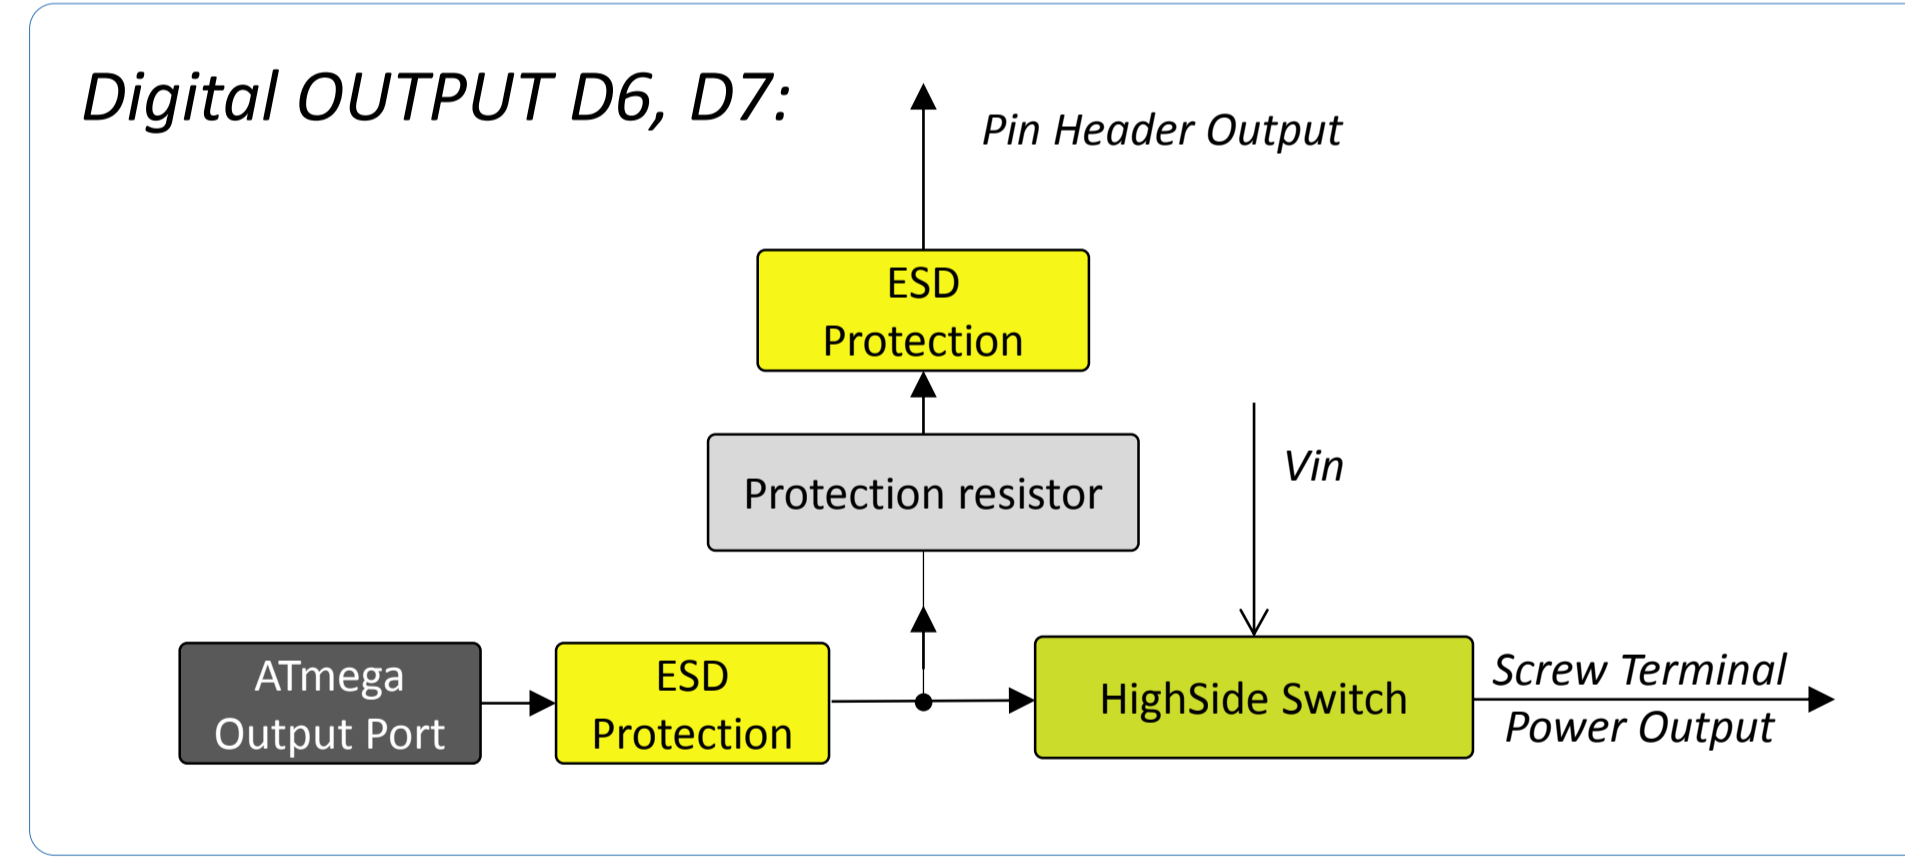 Digital OUTPUT D6, D7:
Pin Header Output
ESD
Protection
Protection resistor
Vin
ATmega
Output Port
ESD
Protection
HighSide Switch
Screw Terminal
Power Output